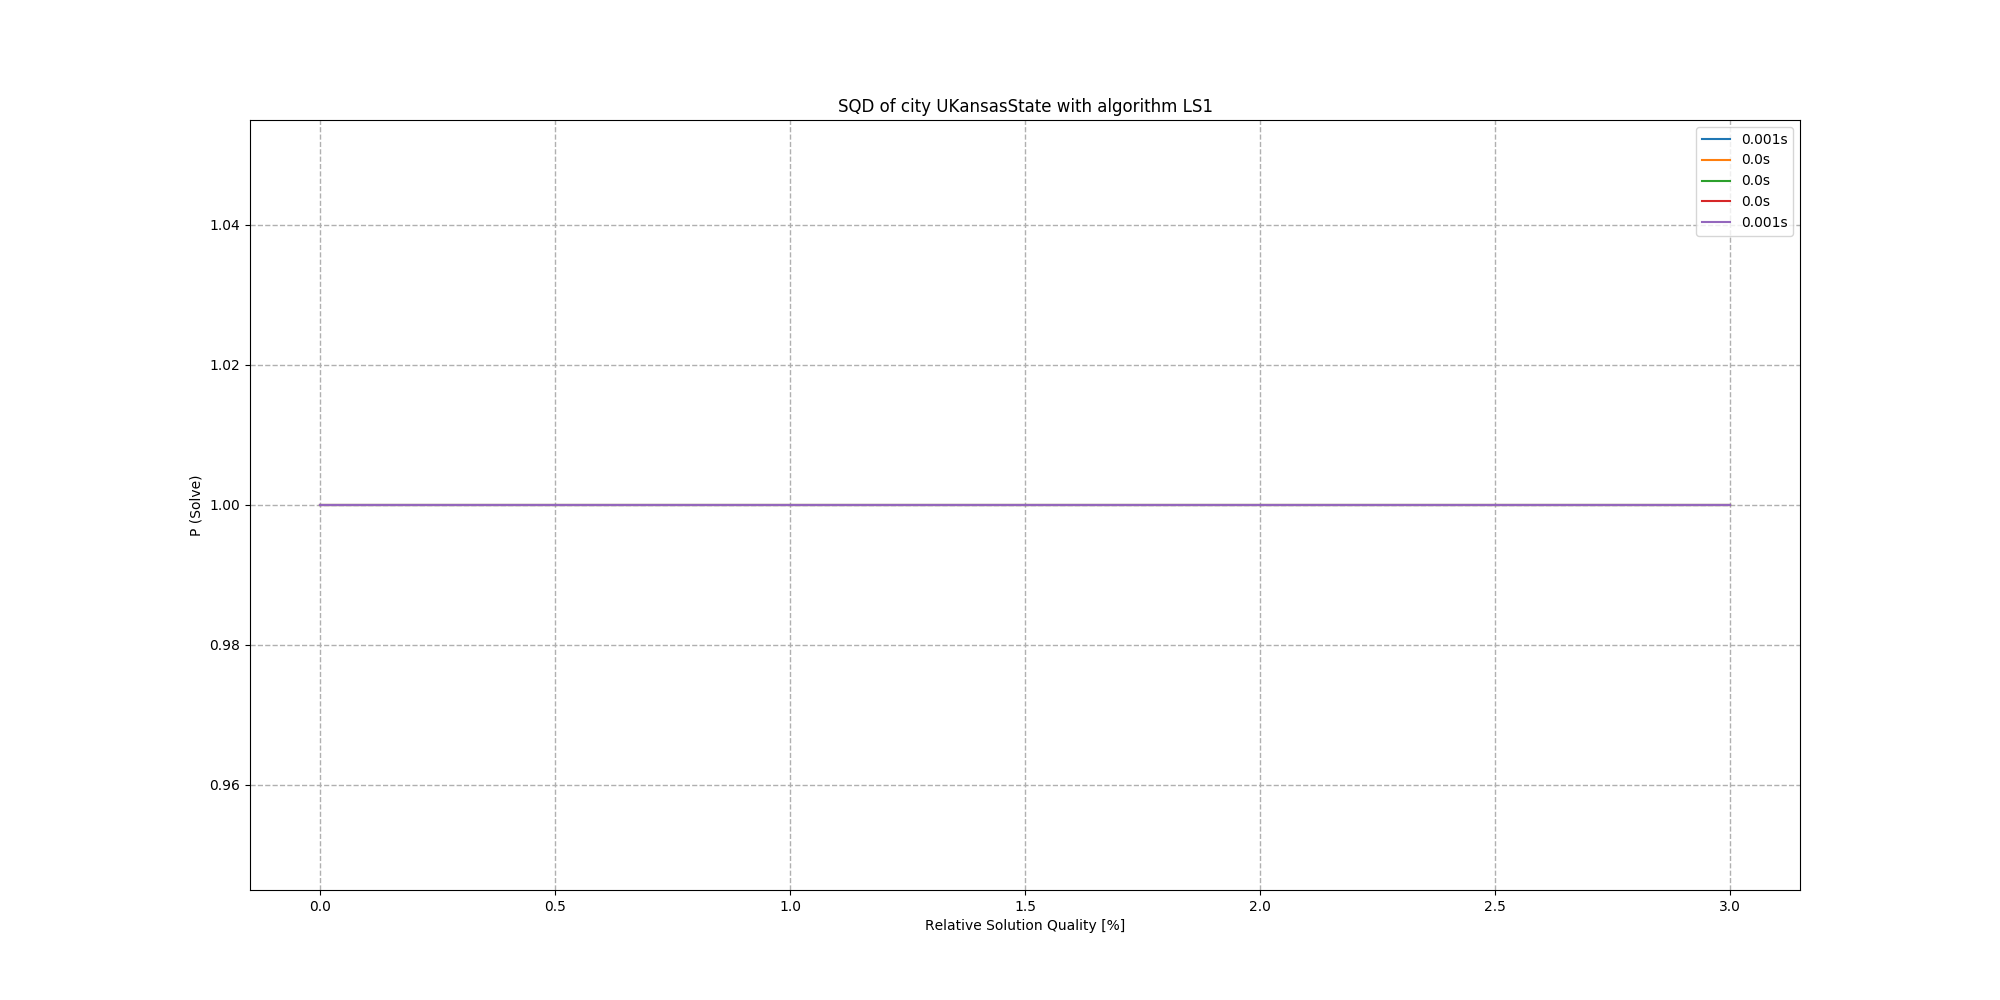 SQD of city UKansasState with algorithm LS1
0.001s
0.0s
0.0s
0.0s
0.001s
1.04
1.02
1.00
0.98
0.96
P (Solve)
0.0 0.5 1.0 1.5 2.0 2.5 3.0
Relative Solution Quality [%]